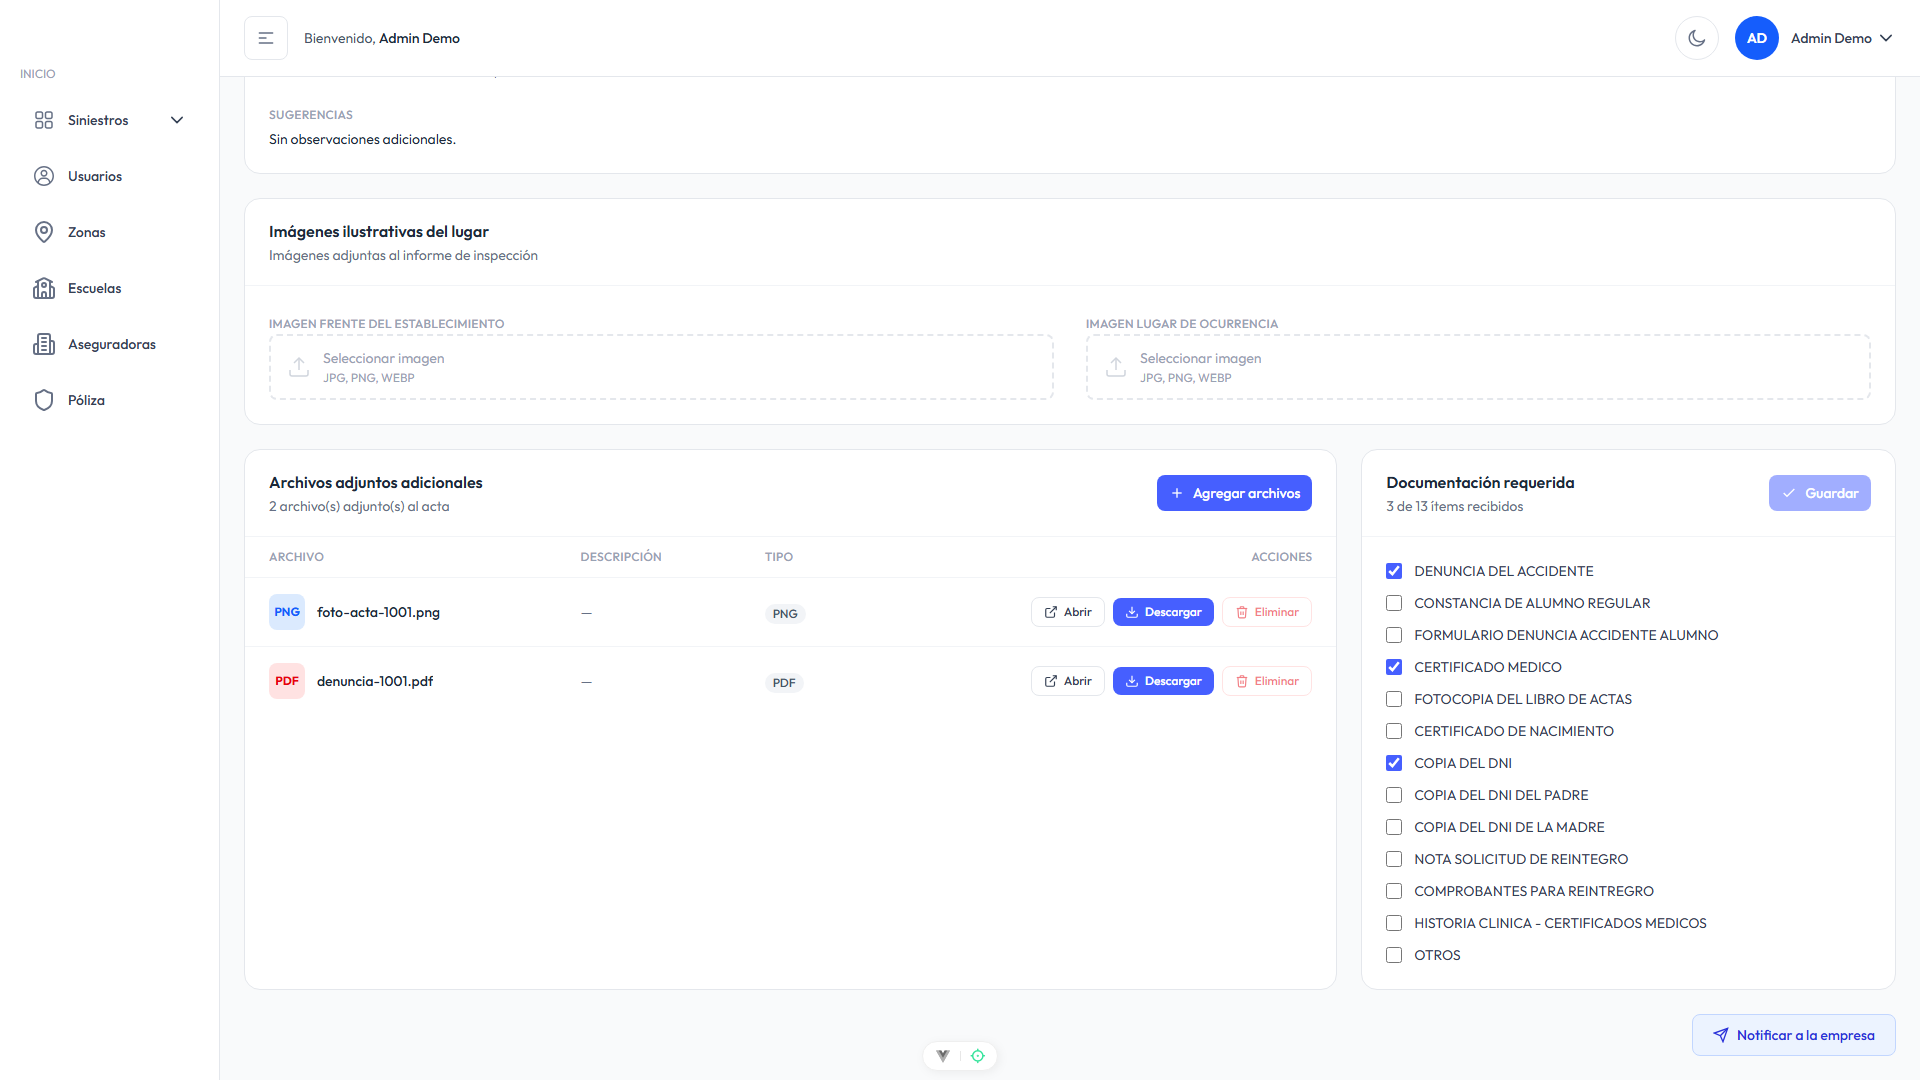 Bienvenido, Admin Demo
AD
Admin Demo
INICIO
Siniestros
Usuarios
Zonas
Escuelas
Aseguradoras
Póliza
SUGERENCIAS
Sin observaciones adicionales.
Imágenes ilustrativas del lugar
Imágenes adjuntas al informe de inspección
IMAGEN FRENTE DEL ESTABLECIMIENTO
Seleccionar imagen
JPG, PNG, WEBP
IMAGEN LUGAR DE OCURRENCIA
Seleccionar imagen
JPG, PNG, WEBP
Archivos adjuntos adicionales
2 archivo(s) adjunto(s) al acta
Agregar archivos
ARCHIVO DESCRIPCIÓN TIPO ACCIONES
PNG foto-acta-1001.png — PNG Abrir Descargar Eliminar
PDF denuncia-1001.pdf — PDF Abrir Descargar Eliminar
Documentación requerida
3 de 13 ítems recibidos
Guardar
DENUNCIA DEL ACCIDENTE
CONSTANCIA DE ALUMNO REGULAR
FORMULARIO DENUNCIA ACCIDENTE ALUMNO
CERTIFICADO MEDICO
FOTOCOPIA DEL LIBRO DE ACTAS
CERTIFICADO DE NACIMIENTO
COPIA DEL DNI
COPIA DEL DNI DEL PADRE
COPIA DEL DNI DE LA MADRE
NOTA SOLICITUD DE REINTEGRO
COMPROBANTES PARA REINTREGRO
HISTORIA CLINICA - CERTIFICADOS MEDICOS
OTROS
Notificar a la empresa